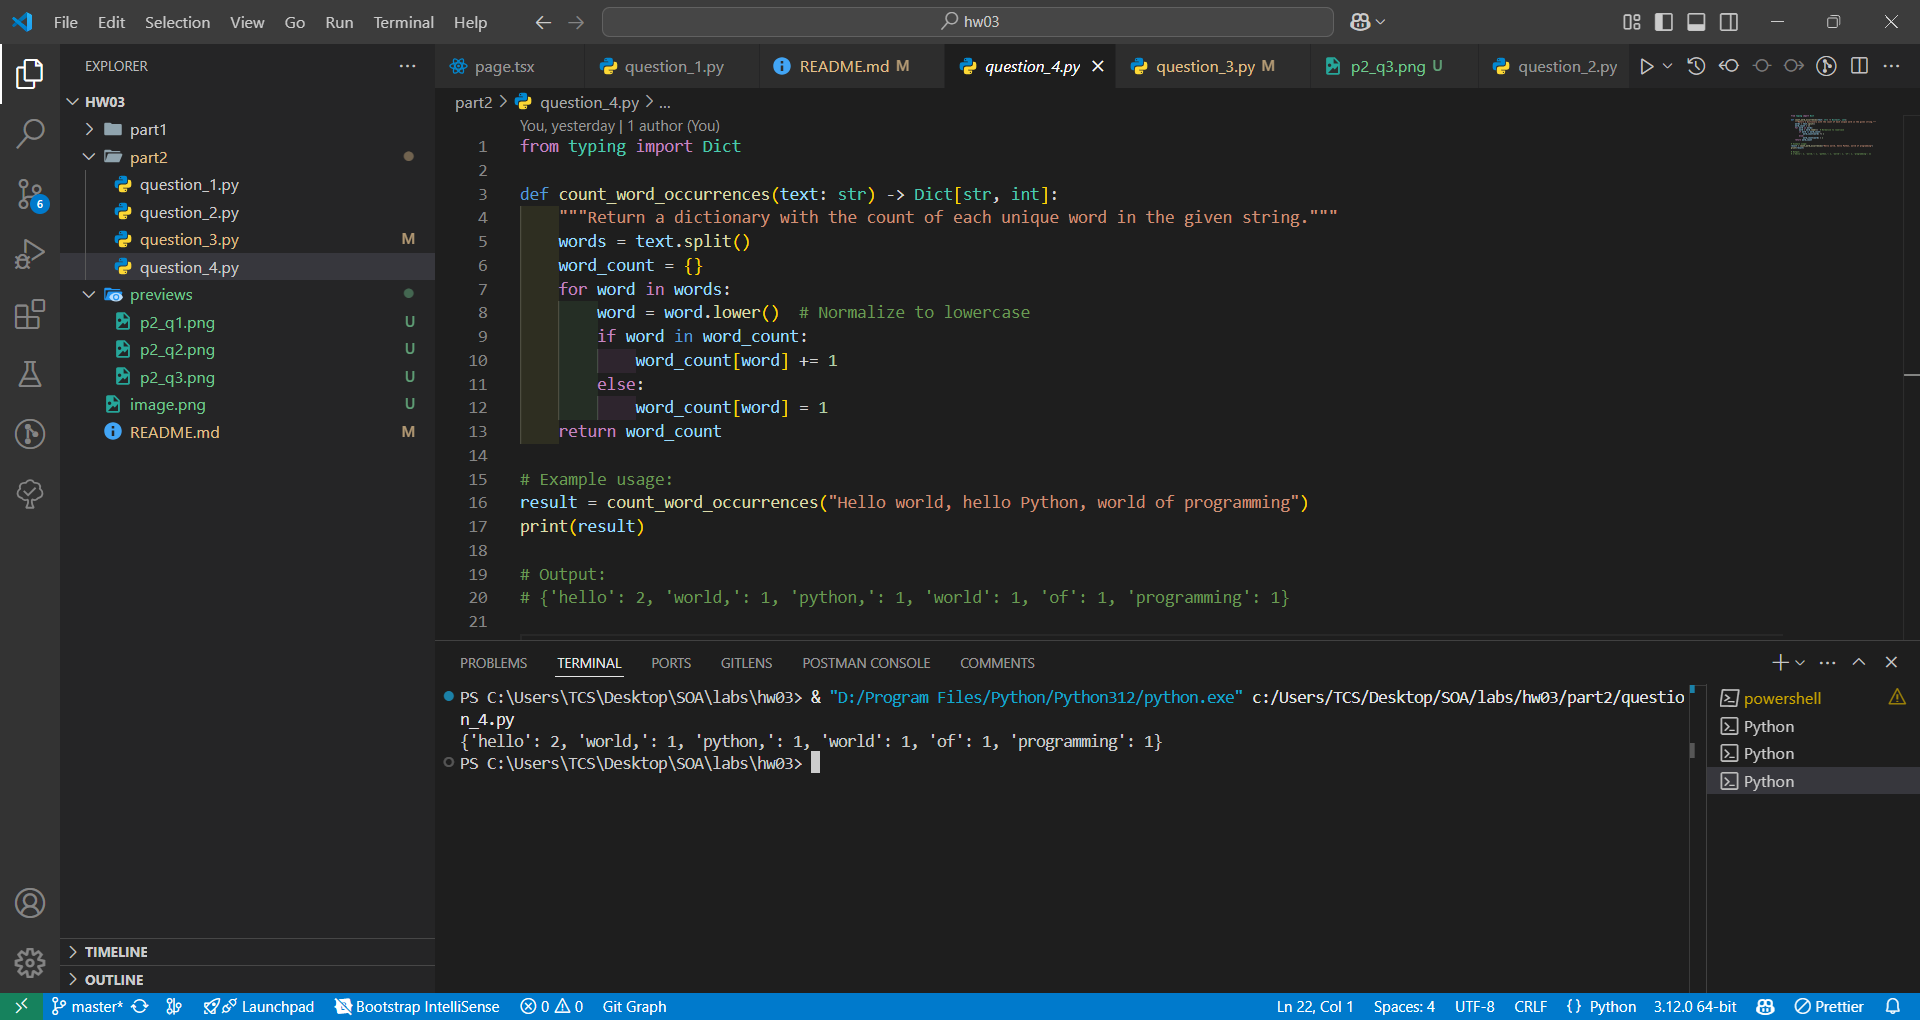 File Edit Selection View Go Run Terminal Help
hw03
EXPLORER
HW03
part1
part2
question_1.py
question_2.py
question_3.py M
question_4.py
previews
p2_q1.png U
p2_q2.png U
p2_q3.png U
image.png U
README.md M
TIMELINE
OUTLINE
6
page.tsx question_1.py README.md M question_4.py question_3.py M p2_q3.png U question_2.py
part2 > question_4.py > ...
You, yesterday | 1 author (You)
1 from typing import Dict
2
3 def count_word_occurrences(text: str) -> Dict[str, int]:
4 """Return a dictionary with the count of each unique word in the given string."""
5 words = text.split()
6 word_count = {}
7 for word in words:
8 word = word.lower()  # Normalize to lowercase
9 if word in word_count:
10 word_count[word] += 1
11 else:
12 word_count[word] = 1
13 return word_count
14
15 # Example usage:
16 result = count_word_occurrences("Hello world, hello Python, world of programming")
17 print(result)
18
19 # Output:
20 # {'hello': 2, 'world,': 1, 'python,': 1, 'world': 1, 'of': 1, 'programming': 1}
21
PROBLEMS TERMINAL PORTS GITLENS POSTMAN CONSOLE COMMENTS
PS C:\Users\TCS\Desktop\SOA\labs\hw03> & "D:/Program Files/Python/Python312/python.exe" c:/Users/TCS/Desktop/SOA/labs/hw03/part2/questio
n_4.py
{'hello': 2, 'world,': 1, 'python,': 1, 'world': 1, 'of': 1, 'programming': 1}
PS C:\Users\TCS\Desktop\SOA\labs\hw03>
powershell
Python
Python
Python
master* Launchpad Bootstrap IntelliSense 0 0 Git Graph Ln 22, Col 1 Spaces: 4 UTF-8 CRLF {} Python 3.12.0 64-bit Prettier